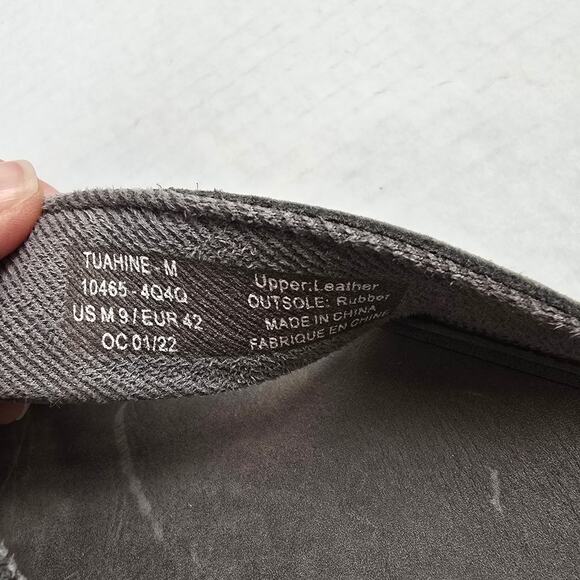 TUAHINE - M
10465 - 4Q4Q
US M 9 / EUR 42
OC 01/22
Upper:Leather
OUTSOLE: Rubber
MADE IN CHINA
FABRIQUE EN CHINE